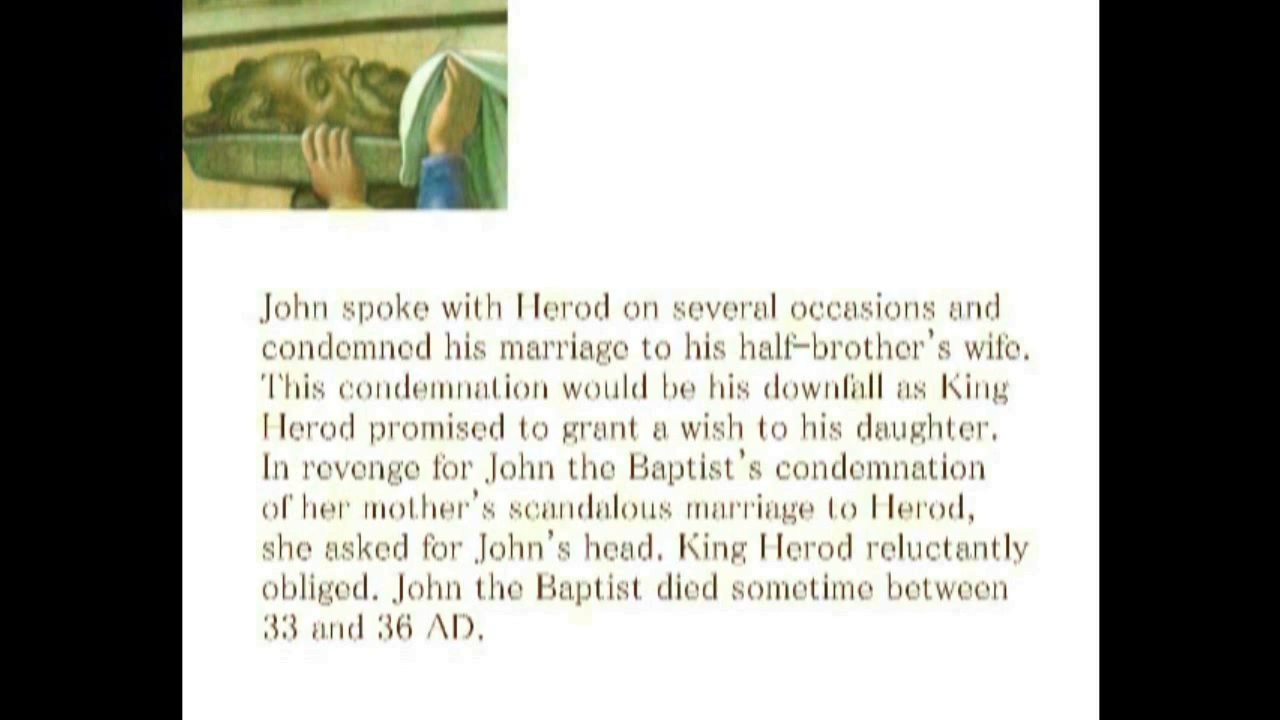 John spoke with Herod on several occasions and
condemned his marriage to his half-brother's wife.
This condemnation would be his downfall as King
Herod promised to grant a wish to his daughter.
In revenge for John the Baptist's condemnation
of her mother's scandalous marriage to Herod,
she asked for John's head. King Herod reluctantly
obliged. John the Baptist died sometime between
33 and 36 AD.